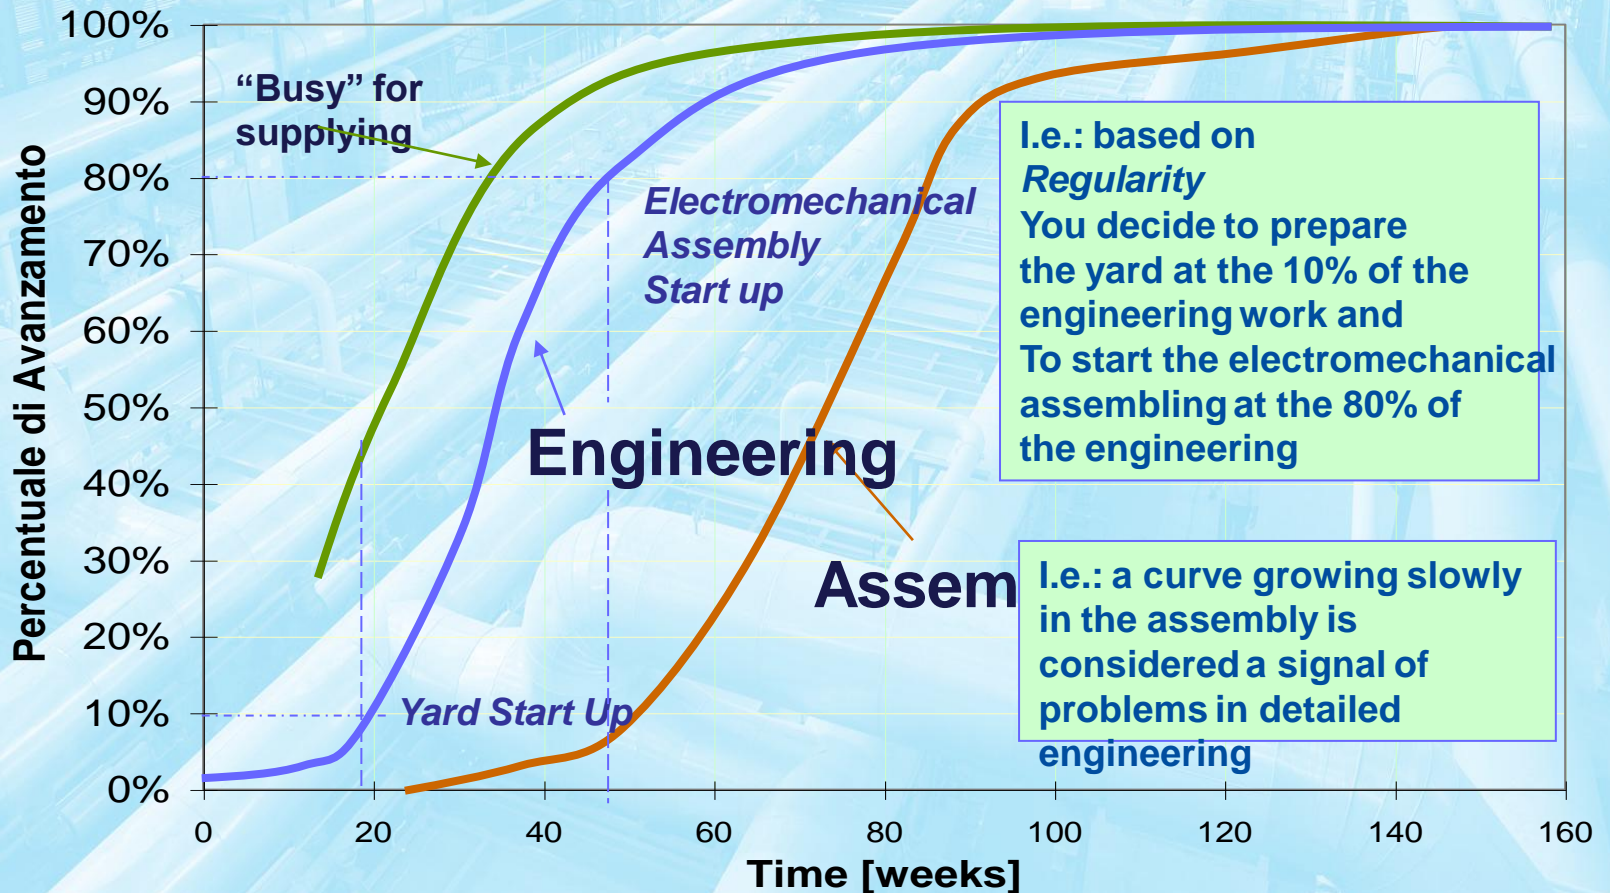 100%
90%
80%
70%
60%
50%
40%
30%
20%
10%
0%
Percentuale di Avanzamento
“Busy” for
supplying
Electromechanical
Assembly
Start up
Engineering
Assem
Yard Start Up
I.e.: based on
Regularity
You decide to prepare
the yard at the 10% of the
engineering work and
To start the electromechanical
assembling at the 80% of
the engineering
I.e.: a curve growing slowly
in the assembly is
considered a signal of
problems in detailed
engineering
0 20 40 60 80 100 120 140 160
Time [weeks]